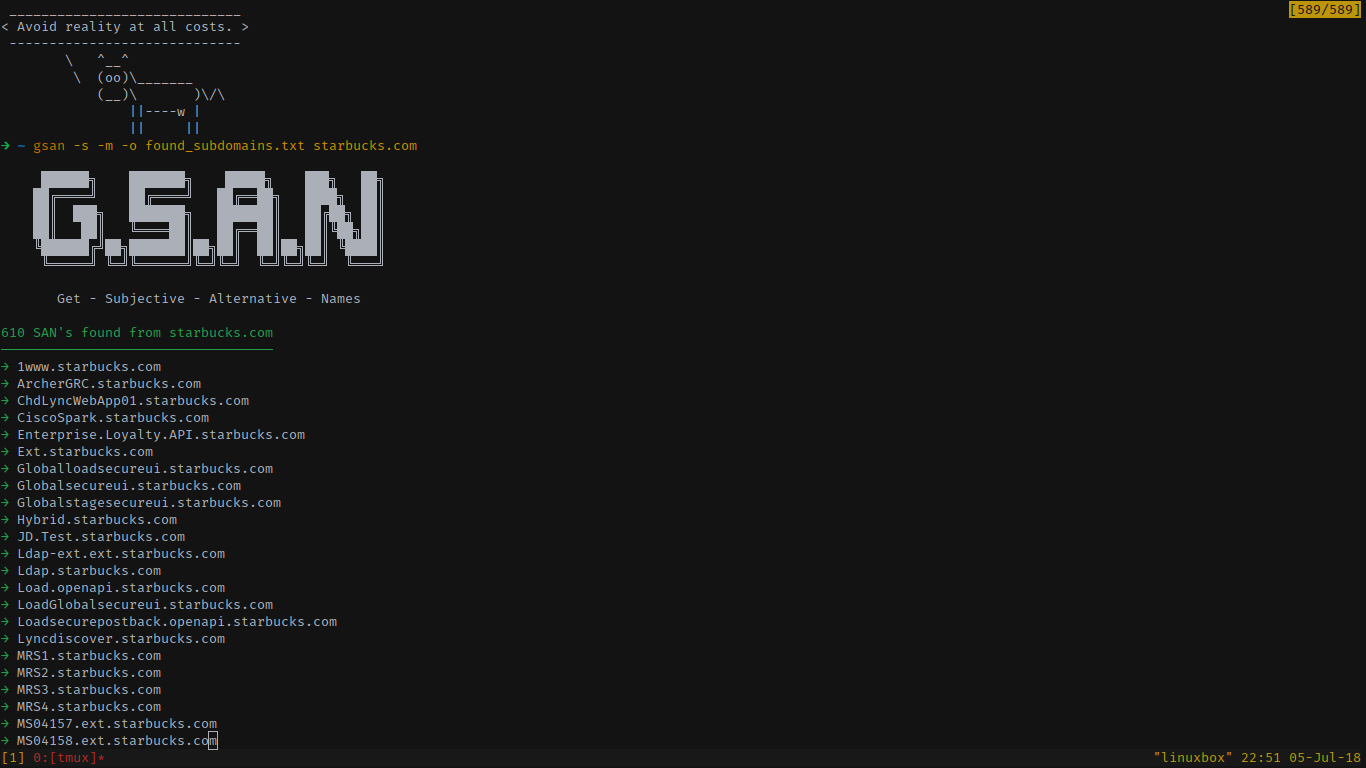 ____________________________
[589/589]
< Avoid reality at all costs. >
 -----------------------------
        \   ^__^
         \  (oo)\_______
            (__)\       )\/\
                ||----w |
                ||     ||
→ ~ gsan -s -m -o found_subdomains.txt starbucks.com
G.S.A.N
Get - Subjective - Alternative - Names
610 SAN's found from starbucks.com
→ 1www.starbucks.com
→ ArcherGRC.starbucks.com
→ ChdLyncWebApp01.starbucks.com
→ CiscoSpark.starbucks.com
→ Enterprise.Loyalty.API.starbucks.com
→ Ext.starbucks.com
→ Globalloadsecureui.starbucks.com
→ Globalsecureui.starbucks.com
→ Globalstagesecureui.starbucks.com
→ Hybrid.starbucks.com
→ JD.Test.starbucks.com
→ Ldap-ext.ext.starbucks.com
→ Ldap.starbucks.com
→ Load.openapi.starbucks.com
→ LoadGlobalsecureui.starbucks.com
→ Loadsecurepostback.openapi.starbucks.com
→ Lyncdiscover.starbucks.com
→ MRS1.starbucks.com
→ MRS2.starbucks.com
→ MRS3.starbucks.com
→ MRS4.starbucks.com
→ MS04157.ext.starbucks.com
→ MS04158.ext.starbucks.com
[1] 0:[tmux]* "linuxbox" 22:51 05-Jul-18